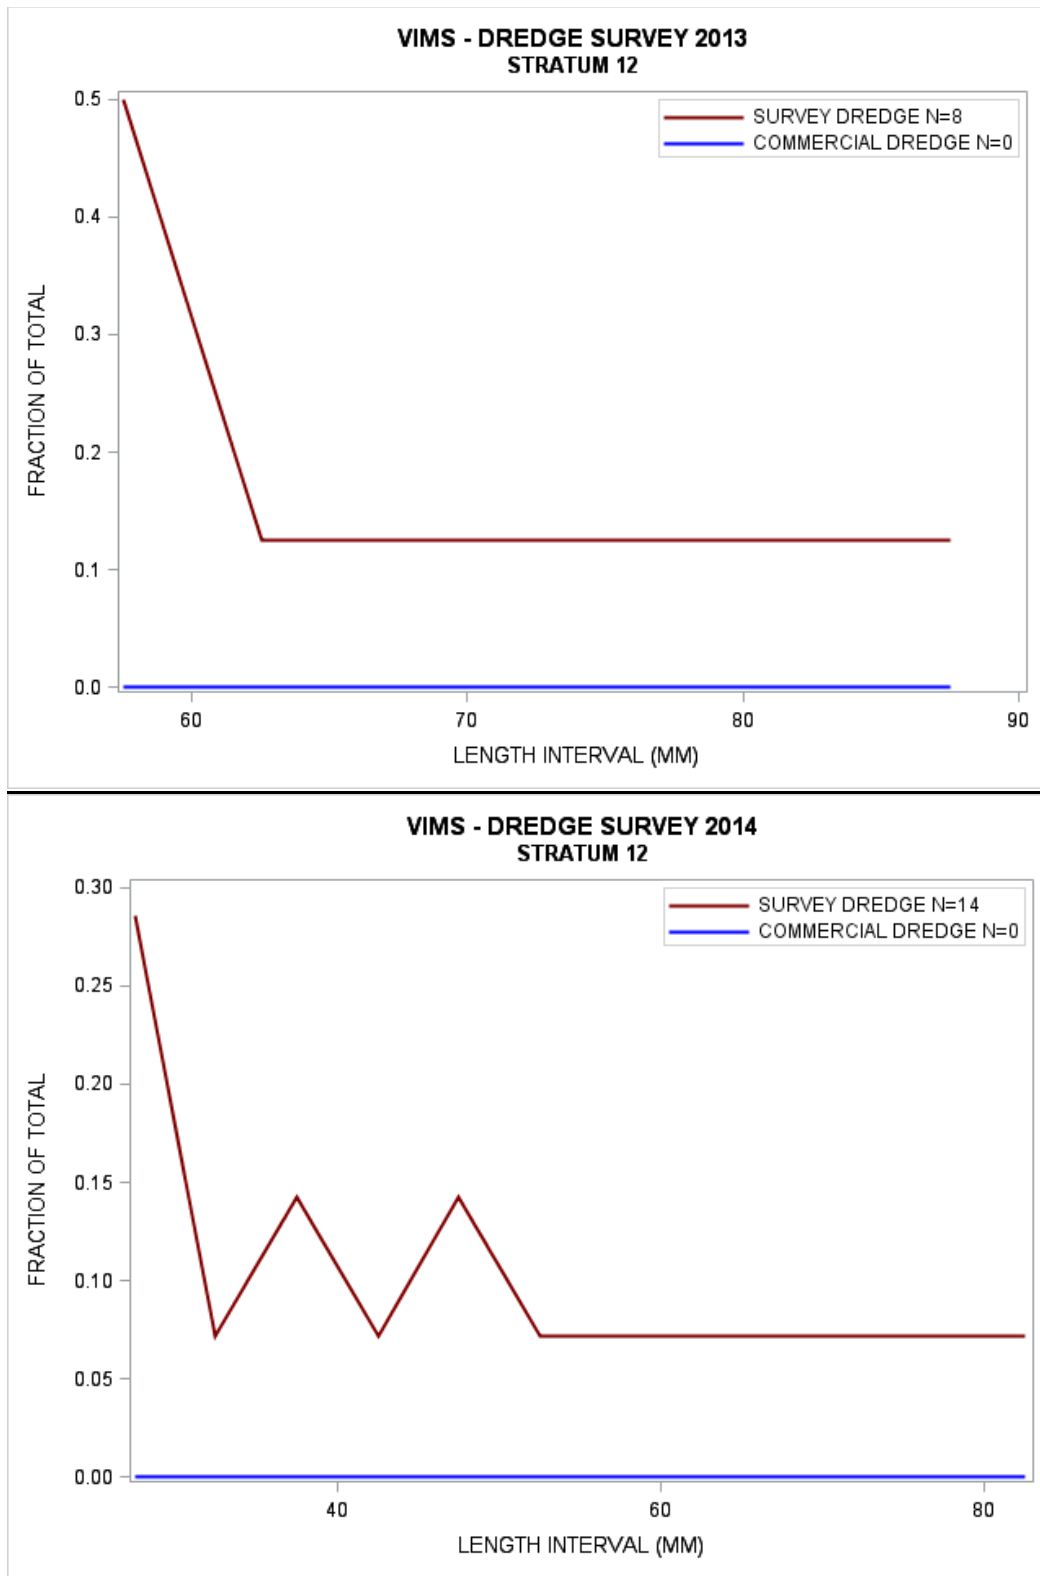 VIMS - DREDGE SURVEY 2013
STRATUM 12
SURVEY DREDGE N=8
COMMERCIAL DREDGE N=0
FRACTION OF TOTAL
0.5
0.4
0.3
0.2
0.1
0.0
60 70 80 90
LENGTH INTERVAL (MM)
VIMS - DREDGE SURVEY 2014
STRATUM 12
SURVEY DREDGE N=14
COMMERCIAL DREDGE N=0
FRACTION OF TOTAL
0.30
0.25
0.20
0.15
0.10
0.05
0.00
40 60 80
LENGTH INTERVAL (MM)